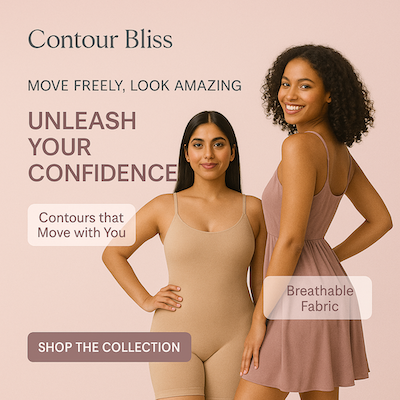 Contour Bliss
MOVE FREELY, LOOK AMAZING
UNLEASH
YOUR
CONFIDENCE
Contours that
Move with You
Breathable
Fabric
SHOP THE COLLECTION